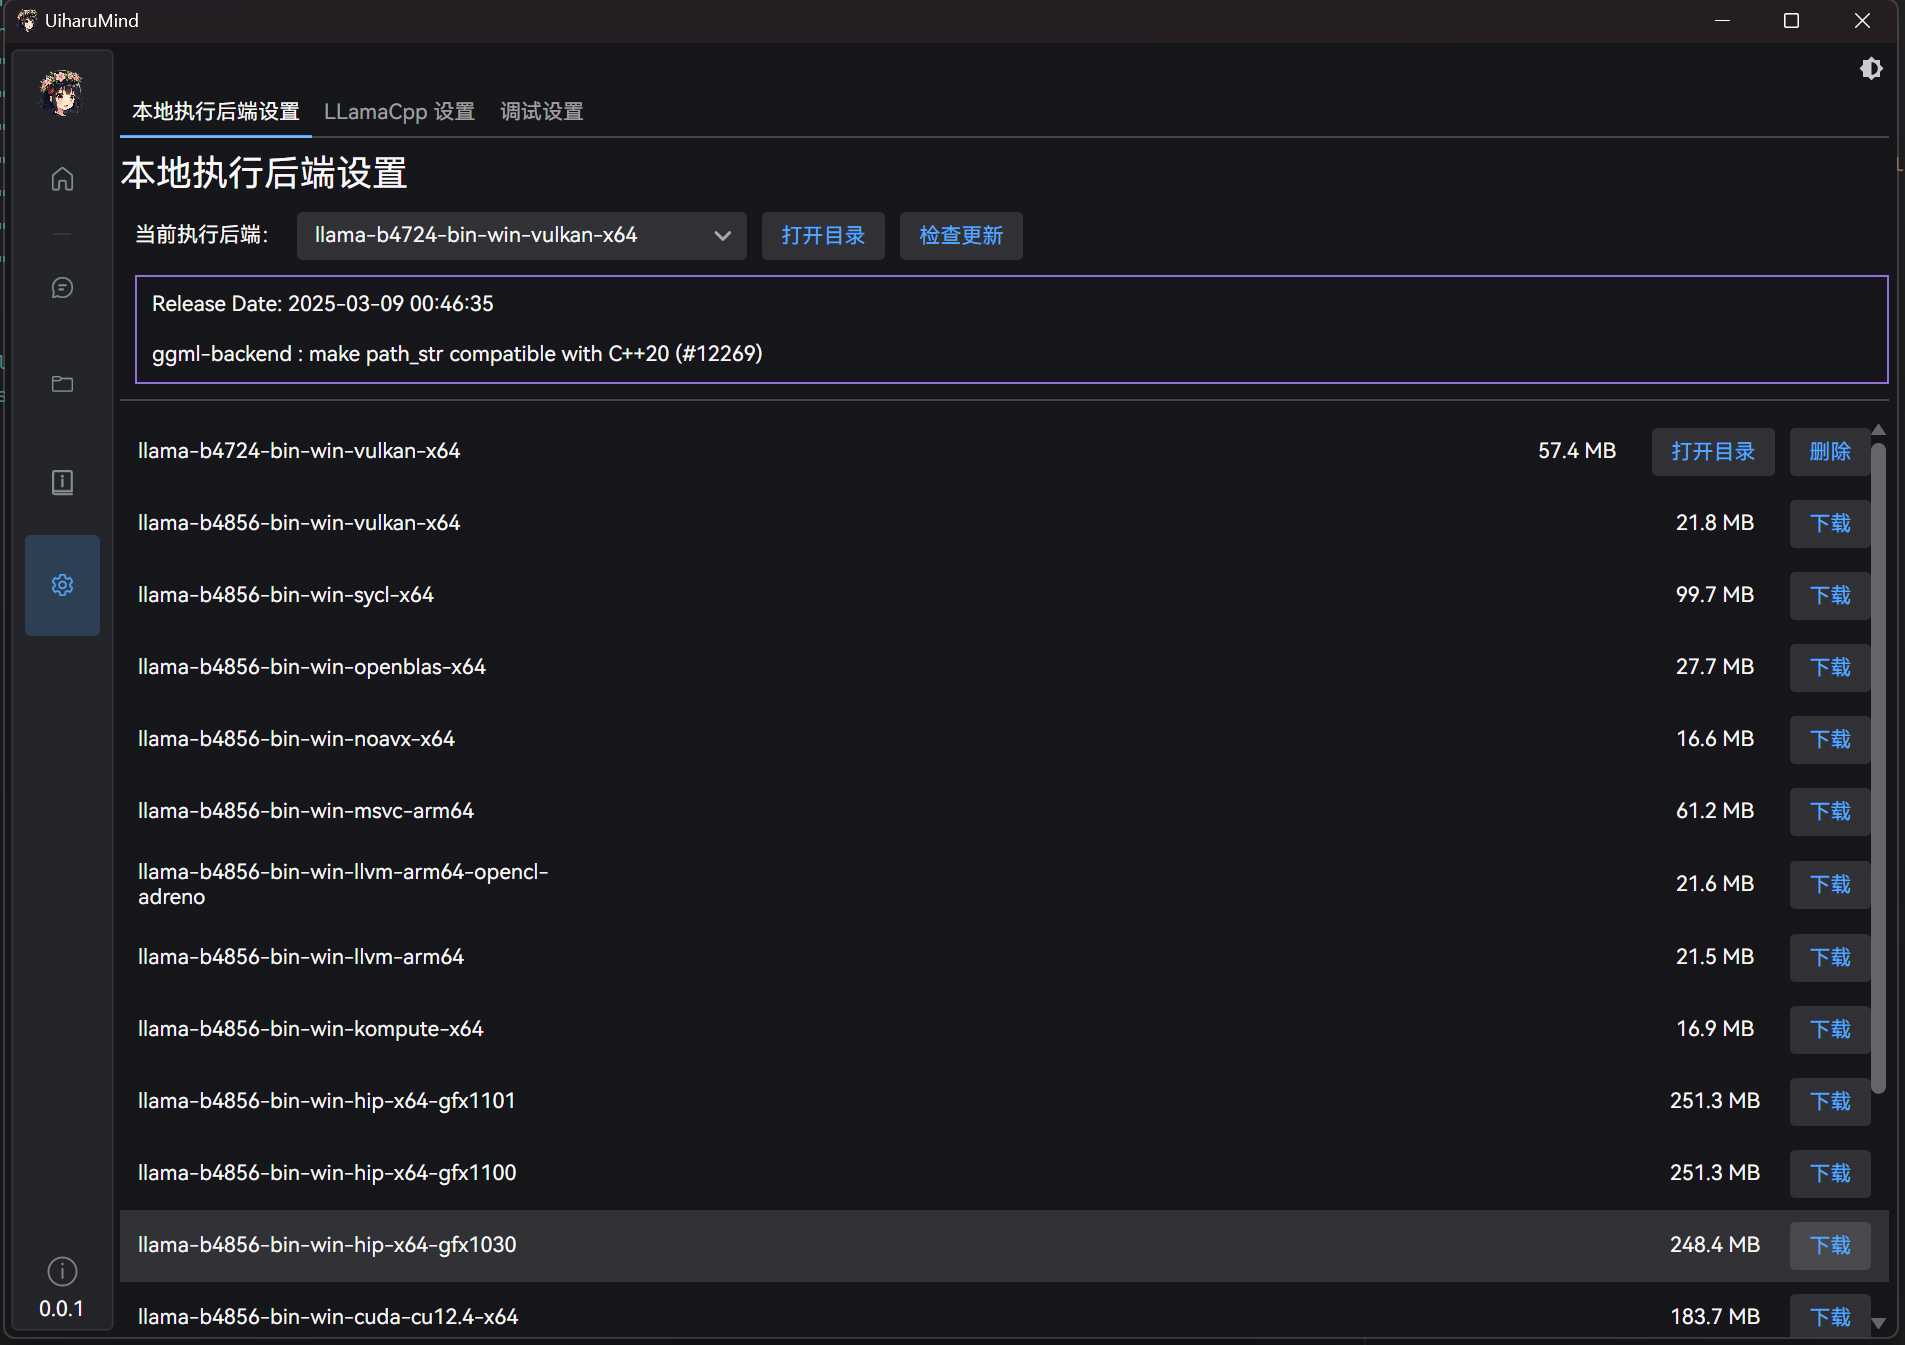 UiharuMind
本地执行后端设置 LLamaCpp 设置 调试设置
本地执行后端设置
当前执行后端: llama-b4724-bin-win-vulkan-x64 打开目录 检查更新
Release Date: 2025-03-09 00:46:35
ggml-backend : make path_str compatible with C++20 (#12269)
llama-b4724-bin-win-vulkan-x64 57.4 MB 打开目录 删除
llama-b4856-bin-win-vulkan-x64 21.8 MB 下载
llama-b4856-bin-win-sycl-x64 99.7 MB 下载
llama-b4856-bin-win-openblas-x64 27.7 MB 下载
llama-b4856-bin-win-noavx-x64 16.6 MB 下载
llama-b4856-bin-win-msvc-arm64 61.2 MB 下载
llama-b4856-bin-win-llvm-arm64-opencl-
adreno 21.6 MB 下载
llama-b4856-bin-win-llvm-arm64 21.5 MB 下载
llama-b4856-bin-win-kompute-x64 16.9 MB 下载
llama-b4856-bin-win-hip-x64-gfx1101 251.3 MB 下载
llama-b4856-bin-win-hip-x64-gfx1100 251.3 MB 下载
llama-b4856-bin-win-hip-x64-gfx1030 248.4 MB 下载
llama-b4856-bin-win-cuda-cu12.4-x64 183.7 MB 下载
0.0.1